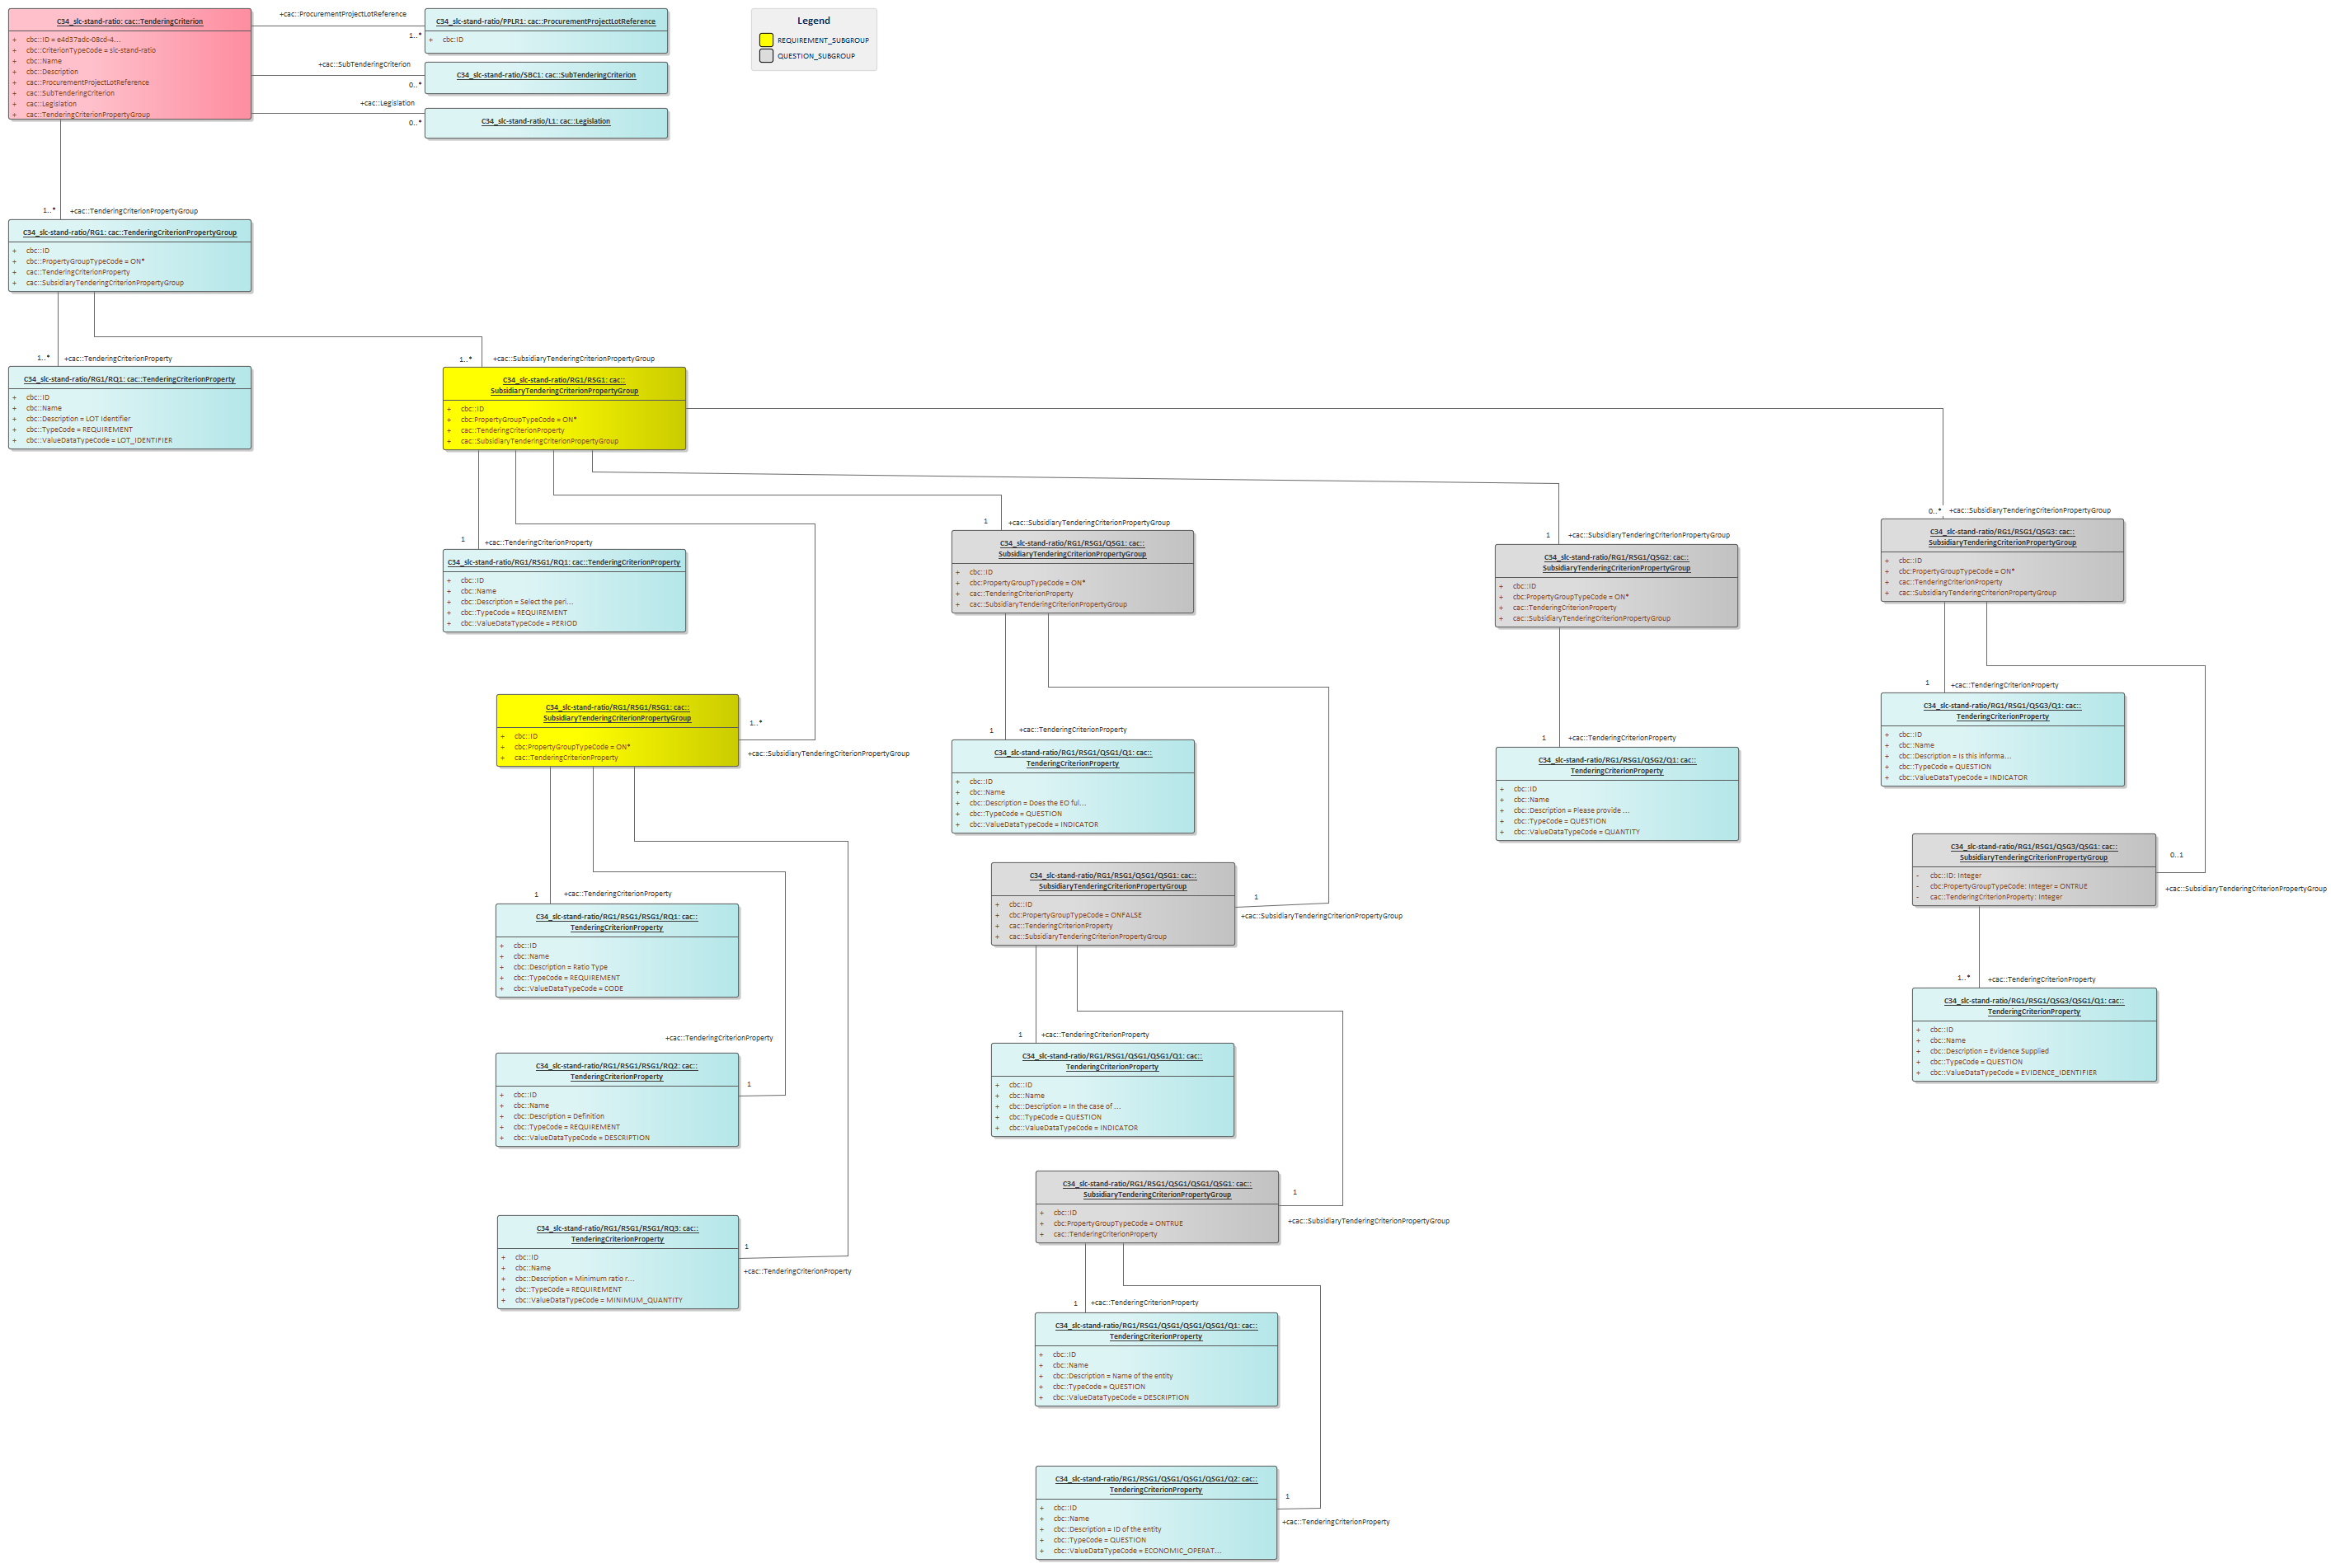 C34_slc-stand-ratio: cac::TenderingCriterion
+ cbc::ID = e4d37adc-08cd-4...
+ cbc::CriterionTypeCode = slc-stand-ratio
+ cbc::Name
+ cbc::Description
+ cac::ProcurementProjectLotReference
+ cac::SubTenderingCriterion
+ cac::Legislation
+ cac::TenderingCriterionPropertyGroup
+cac::ProcurementProjectLotReference
1..*
C34_slc-stand-ratio/PPLR1: cac::ProcurementProjectLotReference
+ cbc:ID
+cac::SubTenderingCriterion
0..*
C34_slc-stand-ratio/SBC1: cac::SubTenderingCriterion
+cac::Legislation
0..*
C34_slc-stand-ratio/L1: cac::Legislation
Legend
REQUIREMENT_SUBGROUP
QUESTION_SUBGROUP
1..* +cac::TenderingCriterionPropertyGroup
C34_slc-stand-ratio/RG1: cac::TenderingCriterionPropertyGroup
+ cbc::ID
+ cbc::PropertyGroupTypeCode = ON*
+ cac::TenderingCriterionProperty
+ cac::SubsidiaryTenderingCriterionPropertyGroup
1..* +cac::TenderingCriterionProperty
C34_slc-stand-ratio/RG1/RQ1: cac::TenderingCriterionProperty
+ cbc::ID
+ cbc::Name
+ cbc::Description = LOT Identifier
+ cbc::TypeCode = REQUIREMENT
+ cbc::ValueDataTypeCode = LOT_IDENTIFIER
1..* +cac::SubsidiaryTenderingCriterionPropertyGroup
C34_slc-stand-ratio/RG1/RSG1: cac::
SubsidiaryTenderingCriterionPropertyGroup
+ cbc::ID
+ cbc:PropertyGroupTypeCode = ON*
+ cac::TenderingCriterionProperty
+ cac::SubsidiaryTenderingCriterionPropertyGroup
1 +cac::TenderingCriterionProperty
C34_slc-stand-ratio/RG1/RSG1/RQ1: cac::TenderingCriterionProperty
+ cbc::ID
+ cbc::Name
+ cbc::Description = Select the peri...
+ cbc::TypeCode = REQUIREMENT
+ cbc::ValueDataTypeCode = PERIOD
C34_slc-stand-ratio/RG1/RSG1/RSG1: cac::
SubsidiaryTenderingCriterionPropertyGroup
+ cbc::ID
+ cbc:PropertyGroupTypeCode = ON*
+ cac::TenderingCriterionProperty
1..*
+cac::SubsidiaryTenderingCriterionPropertyGroup
1 +cac::TenderingCriterionProperty
C34_slc-stand-ratio/RG1/RSG1/RSG1/RQ1: cac::
TenderingCriterionProperty
+ cbc::ID
+ cbc::Name
+ cbc::Description = Ratio Type
+ cbc::TypeCode = REQUIREMENT
+ cbc::ValueDataTypeCode = CODE
+cac::TenderingCriterionProperty
1
C34_slc-stand-ratio/RG1/RSG1/RSG1/RQ2: cac::
TenderingCriterionProperty
+ cbc::ID
+ cbc::Name
+ cbc::Description = Definition
+ cbc::TypeCode = REQUIREMENT
+ cbc::ValueDataTypeCode = DESCRIPTION
C34_slc-stand-ratio/RG1/RSG1/RSG1/RQ3: cac::
TenderingCriterionProperty
+ cbc::ID
+ cbc::Name
+ cbc::Description = Minimum ratio r...
+ cbc::TypeCode = REQUIREMENT
+ cbc::ValueDataTypeCode = MINIMUM_QUANTITY
1
+cac::TenderingCriterionProperty
1 +cac::SubsidiaryTenderingCriterionPropertyGroup
C34_slc-stand-ratio/RG1/RSG1/QSG1: cac::
SubsidiaryTenderingCriterionPropertyGroup
+ cbc::ID
+ cbc:PropertyGroupTypeCode = ON*
+ cac::TenderingCriterionProperty
+ cac::SubsidiaryTenderingCriterionPropertyGroup
1 +cac::TenderingCriterionProperty
C34_slc-stand-ratio/RG1/RSG1/QSG1/Q1: cac::
TenderingCriterionProperty
+ cbc::ID
+ cbc::Name
+ cbc::Description = Does the EO ful...
+ cbc::TypeCode = QUESTION
+ cbc::ValueDataTypeCode = INDICATOR
C34_slc-stand-ratio/RG1/RSG1/QSG1/QSG1: cac::
SubsidiaryTenderingCriterionPropertyGroup
+ cbc::ID
+ cbc:PropertyGroupTypeCode = ONFALSE
+ cac::TenderingCriterionProperty
+ cac::SubsidiaryTenderingCriterionPropertyGroup
1
+cac::SubsidiaryTenderingCriterionPropertyGroup
1 +cac::TenderingCriterionProperty
C34_slc-stand-ratio/RG1/RSG1/QSG1/QSG1/Q1: cac::
TenderingCriterionProperty
+ cbc::ID
+ cbc::Name
+ cbc::Description = In the case of ...
+ cbc::TypeCode = QUESTION
+ cbc::ValueDataTypeCode = INDICATOR
C34_slc-stand-ratio/RG1/RSG1/QSG1/QSG1/QSG1: cac::
SubsidiaryTenderingCriterionPropertyGroup
+ cbc::ID
+ cbc:PropertyGroupTypeCode = ONTRUE
+ cac::TenderingCriterionProperty
1
+cac::SubsidiaryTenderingCriterionPropertyGroup
1 +cac::TenderingCriterionProperty
C34_slc-stand-ratio/RG1/RSG1/QSG1/QSG1/QSG1/Q1: cac::
TenderingCriterionProperty
+ cbc::ID
+ cbc::Name
+ cbc::Description = Name of the entity
+ cbc::TypeCode = QUESTION
+ cbc::ValueDataTypeCode = DESCRIPTION
C34_slc-stand-ratio/RG1/RSG1/QSG1/QSG1/QSG1/Q2: cac::
TenderingCriterionProperty
+ cbc::ID
+ cbc::Name
+ cbc::Description = ID of the entity
+ cbc::TypeCode = QUESTION
+ cbc::ValueDataTypeCode = ECONOMIC_OPERAT...
1
+cac::TenderingCriterionProperty
1 +cac::SubsidiaryTenderingCriterionPropertyGroup
C34_slc-stand-ratio/RG1/RSG1/QSG2: cac::
SubsidiaryTenderingCriterionPropertyGroup
+ cbc::ID
+ cbc:PropertyGroupTypeCode = ON*
+ cac::TenderingCriterionProperty
+ cac::SubsidiaryTenderingCriterionPropertyGroup
1 +cac::TenderingCriterionProperty
C34_slc-stand-ratio/RG1/RSG1/QSG2/Q1: cac::
TenderingCriterionProperty
+ cbc::ID
+ cbc::Name
+ cbc::Description = Please provide ...
+ cbc::TypeCode = QUESTION
+ cbc::ValueDataTypeCode = QUANTITY
0..* +cac::SubsidiaryTenderingCriterionPropertyGroup
C34_slc-stand-ratio/RG1/RSG1/QSG3: cac::
SubsidiaryTenderingCriterionPropertyGroup
+ cbc::ID
+ cbc:PropertyGroupTypeCode = ON*
+ cac::TenderingCriterionProperty
+ cac::SubsidiaryTenderingCriterionPropertyGroup
1 +cac::TenderingCriterionProperty
C34_slc-stand-ratio/RG1/RSG1/QSG3/Q1: cac::
TenderingCriterionProperty
+ cbc::ID
+ cbc::Name
+ cbc::Description = Is this informa...
+ cbc::TypeCode = QUESTION
+ cbc::ValueDataTypeCode = INDICATOR
C34_slc-stand-ratio/RG1/RSG1/QSG3/QSG1: cac::
SubsidiaryTenderingCriterionPropertyGroup
- cbc::ID: Integer
- cbc:PropertyGroupTypeCode: Integer = ONTRUE
- cac::TenderingCriterionProperty: Integer
0..1
+cac::SubsidiaryTenderingCriterionPropertyGroup
1..* +cac::TenderingCriterionProperty
C34_slc-stand-ratio/RG1/RSG1/QSG3/QSG1/Q1: cac::
TenderingCriterionProperty
+ cbc::ID
+ cbc::Name
+ cbc::Description = Evidence Supplied
+ cbc::TypeCode = QUESTION
+ cbc::ValueDataTypeCode = EVIDENCE_IDENTIFIER